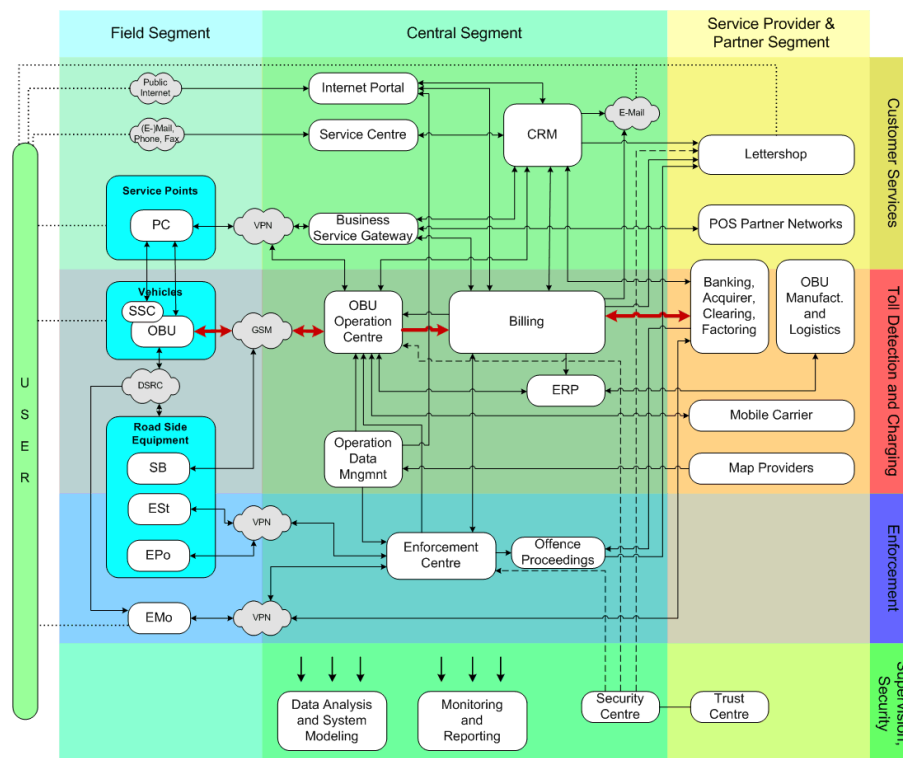 Field Segment
Central Segment
Service Provider &
Partner Segment
Public
Internet
Internet Portal
(E-)Mail,
Phone, Fax
Service Centre
CRM
E-Mail
Lettershop
Customer Services
Service Points
PC
VPN
Business
Service Gateway
POS Partner Networks
Vehicles
SSC
OBU
GSM
OBU
Operation
Centre
Billing
Banking,
Acquirer,
Clearing,
Factoring
OBU
Manufact.
and
Logistics
Toll Detection and Charging
DSRC
ERP
USER
Mobile Carrier
Road Side
Equipment
SB
Operation
Data
Mngmnt
Map Providers
ESt
VPN
EPo
Enforcement
Centre
Offence
Proceedings
Enforcement
EMo
VPN
Data Analysis
and System
Modeling
Monitoring
and
Reporting
Security
Centre
Trust
Centre
Supervision,
Security